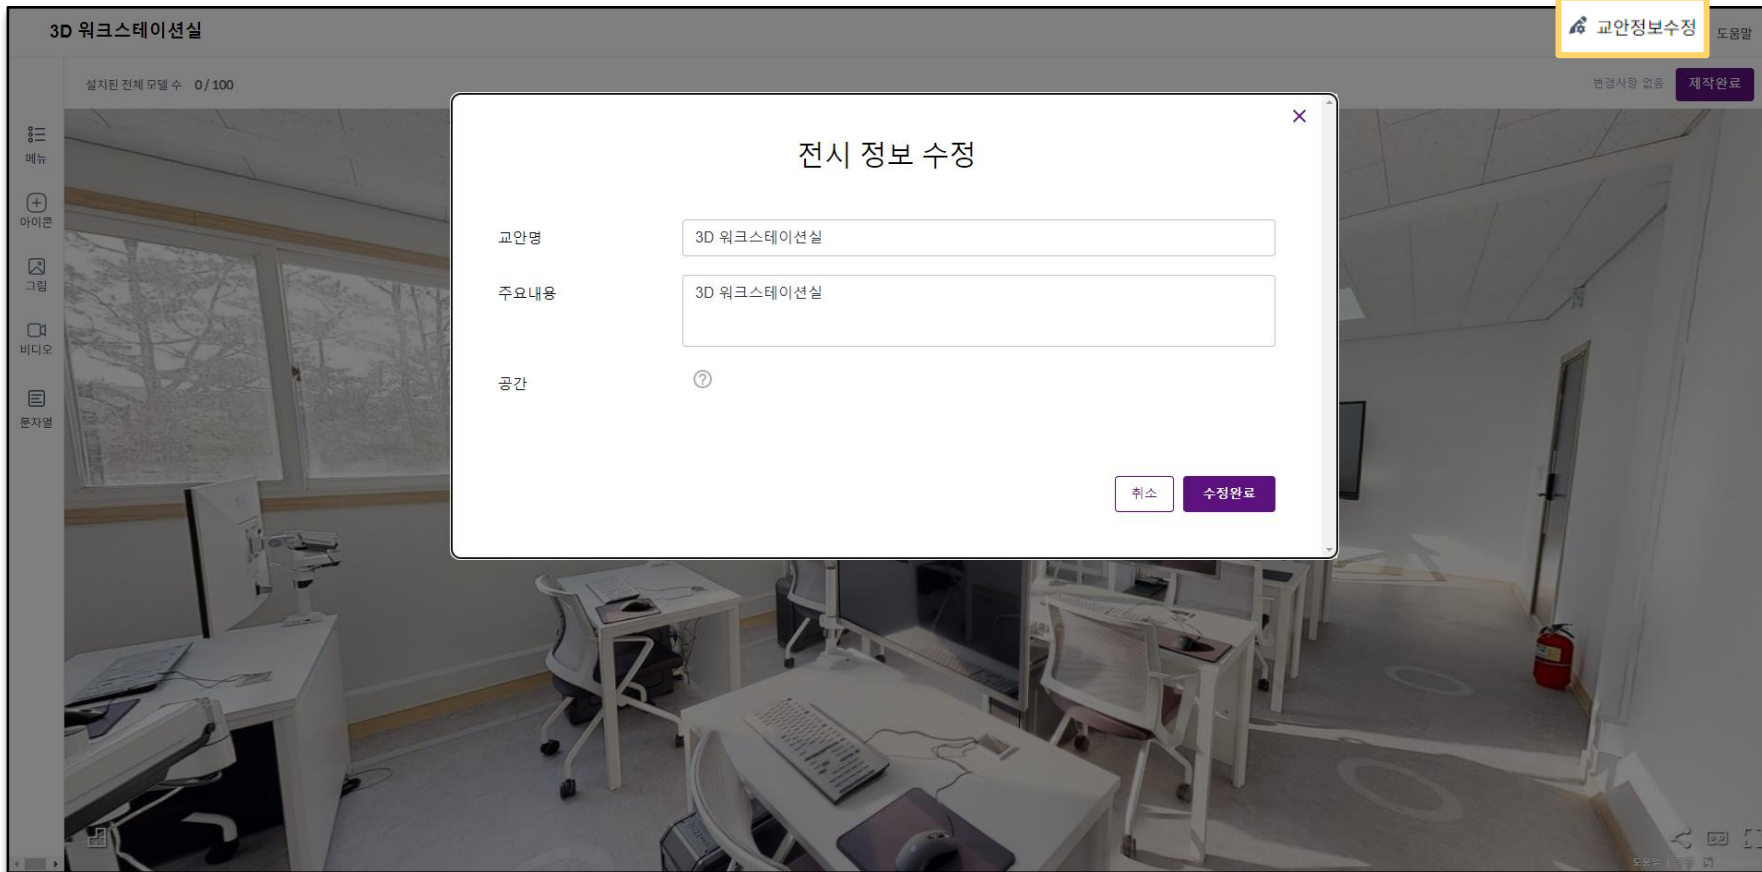 3D 워크스테이션실
교안정보수정
도움말
설치된 전체 모델 수 0 / 100
변경사항 없음
제작완료
메뉴
아이콘
그림
비디오
문자열
전시 정보 수정
교안명
3D 워크스테이션실
주요내용
3D 워크스테이션실
공간
취소
수정완료
도움말